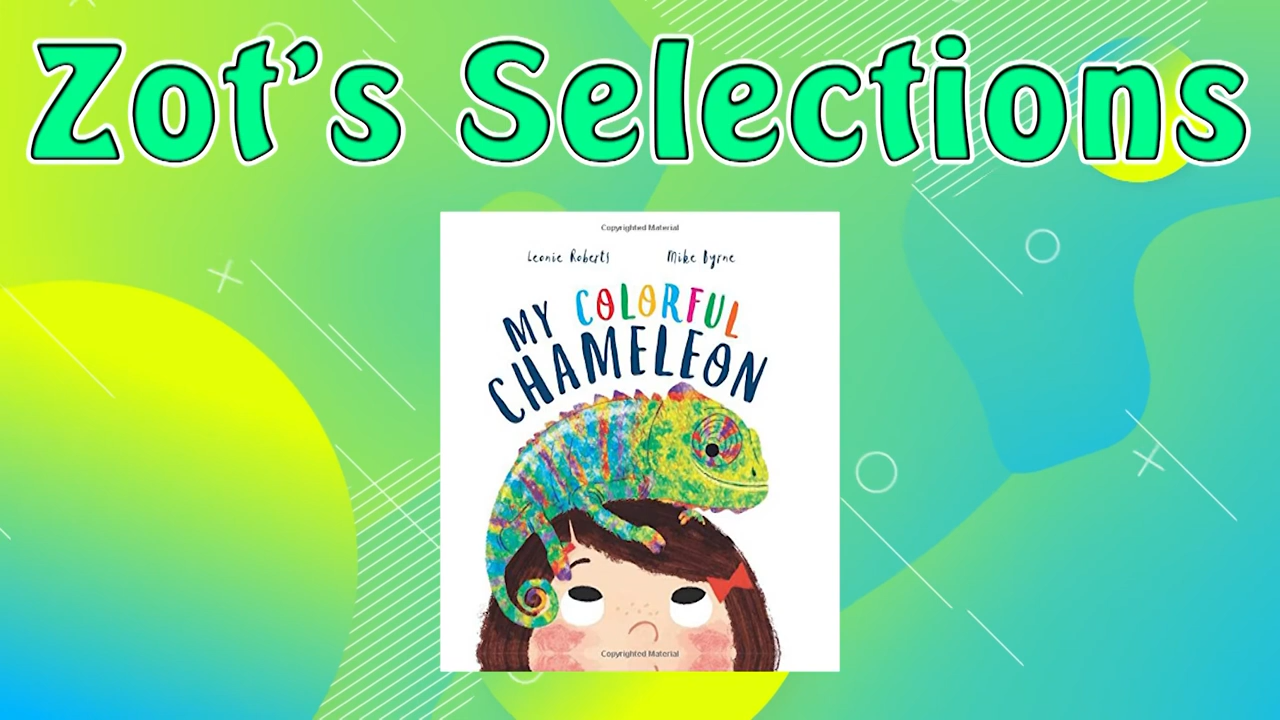 Zot's Selections
Copyrighted Material
Leonie Roberts Mike Byrne
MY COLORFUL
CHAMELEON
Copyrighted Material